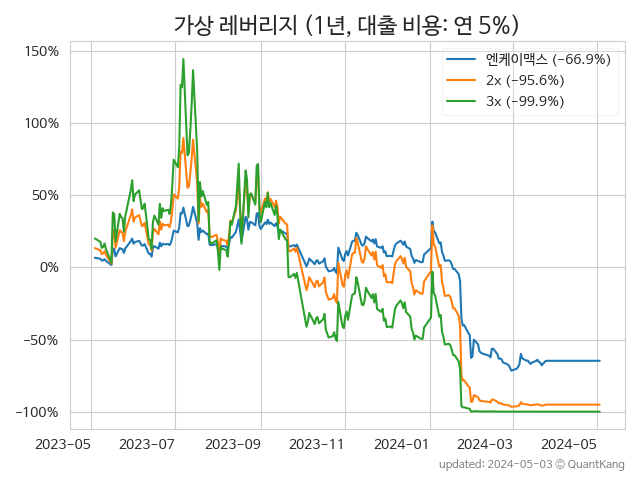 가상 레버리지 (1년, 대출 비용: 연 5%)
엔케이맥스 (−66.9%)
2x (−95.6%)
3x (−99.9%)
150%
100%
50%
0%
−50%
−100%
2023-05 2023-07 2023-09 2023-11 2024-01 2024-03 2024-05
updated: 2024-05-03 © QuantKang